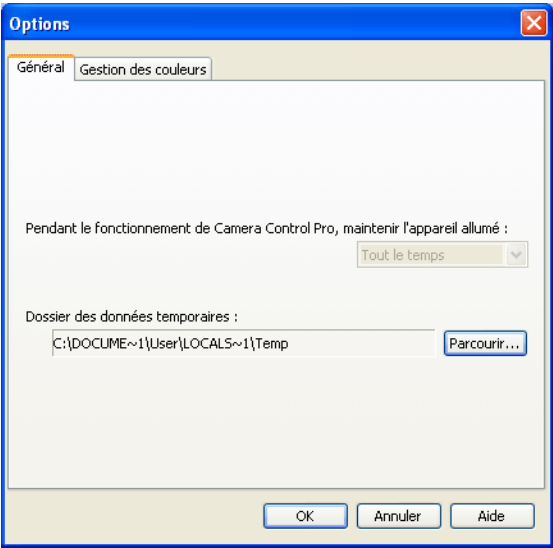 Options
Général
Gestion des couleurs
Pendant le fonctionnement de Camera Control Pro, maintenir l'appareil allumé :
Tout le temps
Dossier des données temporaires :
C:\DOCUME~1\User\LOCALS~1\Temp
Parcourir...
OK
Annuler
Aide